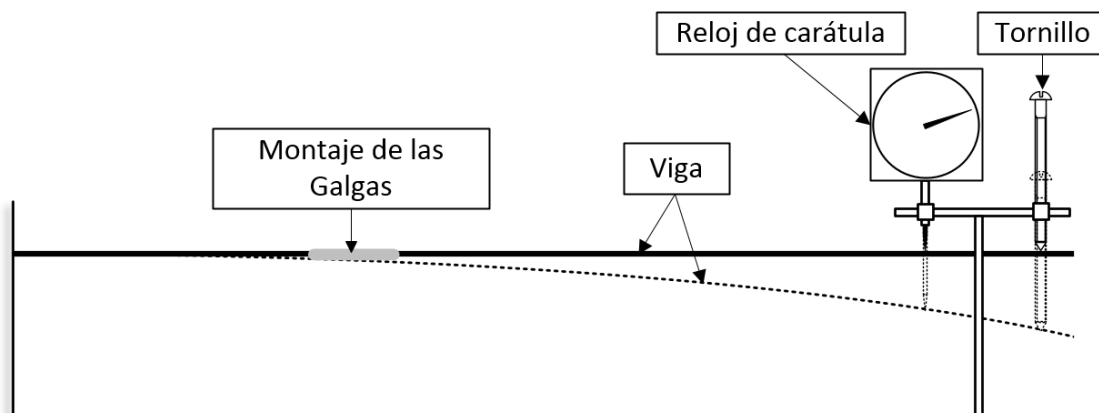 Reloj de carátula
Tornillo
Montaje de las
Galgas
Viga